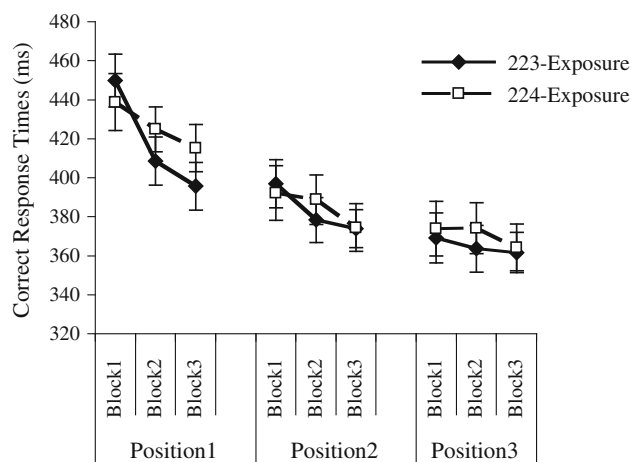 Correct Response Times (ms)
480
460
440
420
400
380
360
340
320
223-Exposure
224-Exposure
Block1 Block2 Block3 Block1 Block2 Block3 Block1 Block2 Block3
Position1 Position2 Position3